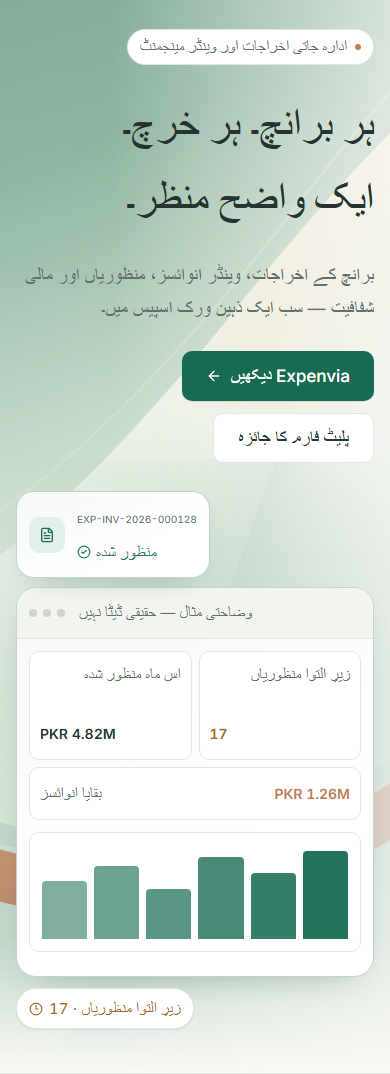 ادارہ جاتی اخراجات اور وینڈر مینجمنٹ
ہر برانچ۔ ہر خرچ۔
ایک واضح منظر۔
برانچ کے اخراجات، وینڈر انوائسز، منظوریاں اور مالی
شفافیت — سب ایک ذہین ورک اسپیس میں۔
Expenvia دیکھیں ←
پلیٹ فارم کا جائزہ
EXP-INV-2026-000128
منظور شدہ
وضاحتی مثال — حقیقی ڈیٹا نہیں
زیرِ التوا منظوریاں
17
اس ماہ منظور شدہ
PKR 4.82M
بقایا انوائسز
PKR 1.26M
زیرِ التوا منظوریاں · 17